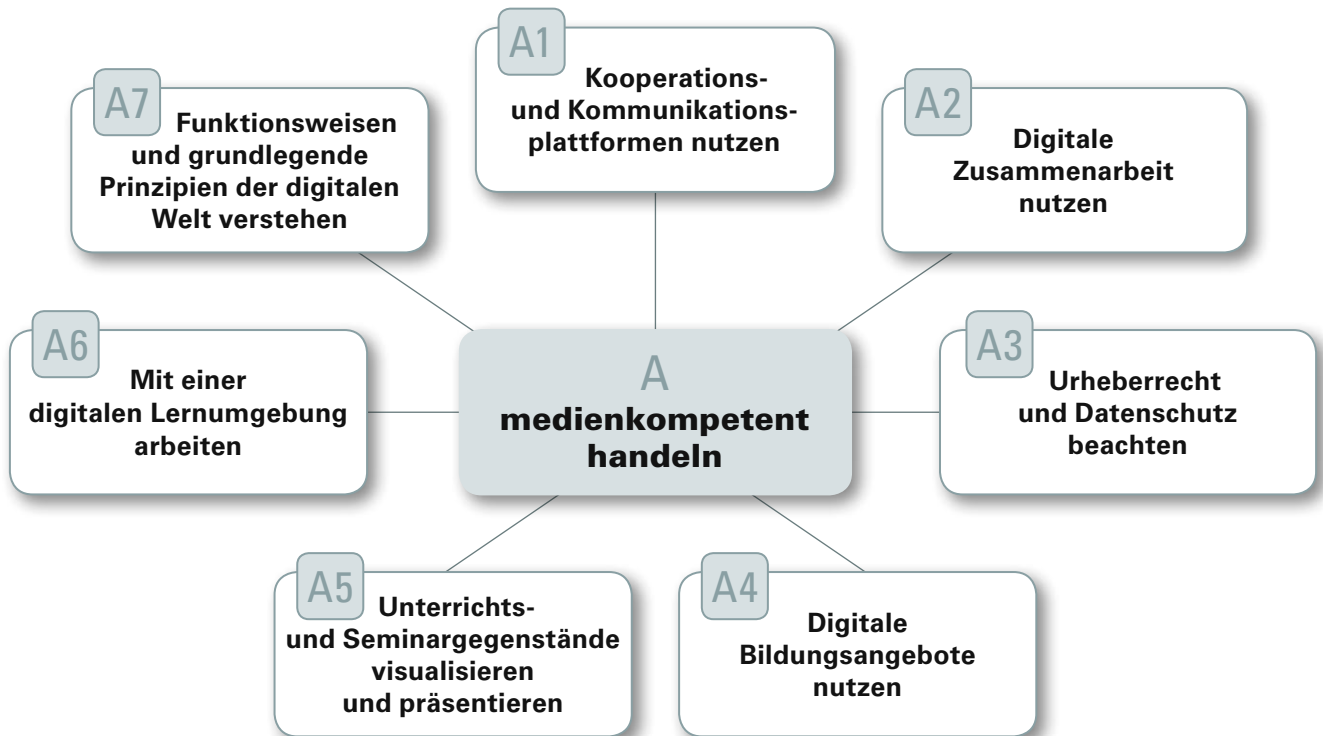 A
medienkompetent
handeln
A1
Kooperations-
und Kommunikations-
plattformen nutzen
A2
Digitale
Zusammenarbeit
nutzen
A3
Urheberrecht
und Datenschutz
beachten
A4
Digitale
Bildungsangebote
nutzen
A5
Unterrichts-
und Seminargegenstände
visualisieren
und präsentieren
A6
Mit einer
digitalen Lernumgebung
arbeiten
A7
Funktionsweisen
und grundlegende
Prinzipien der digitalen
Welt verstehen